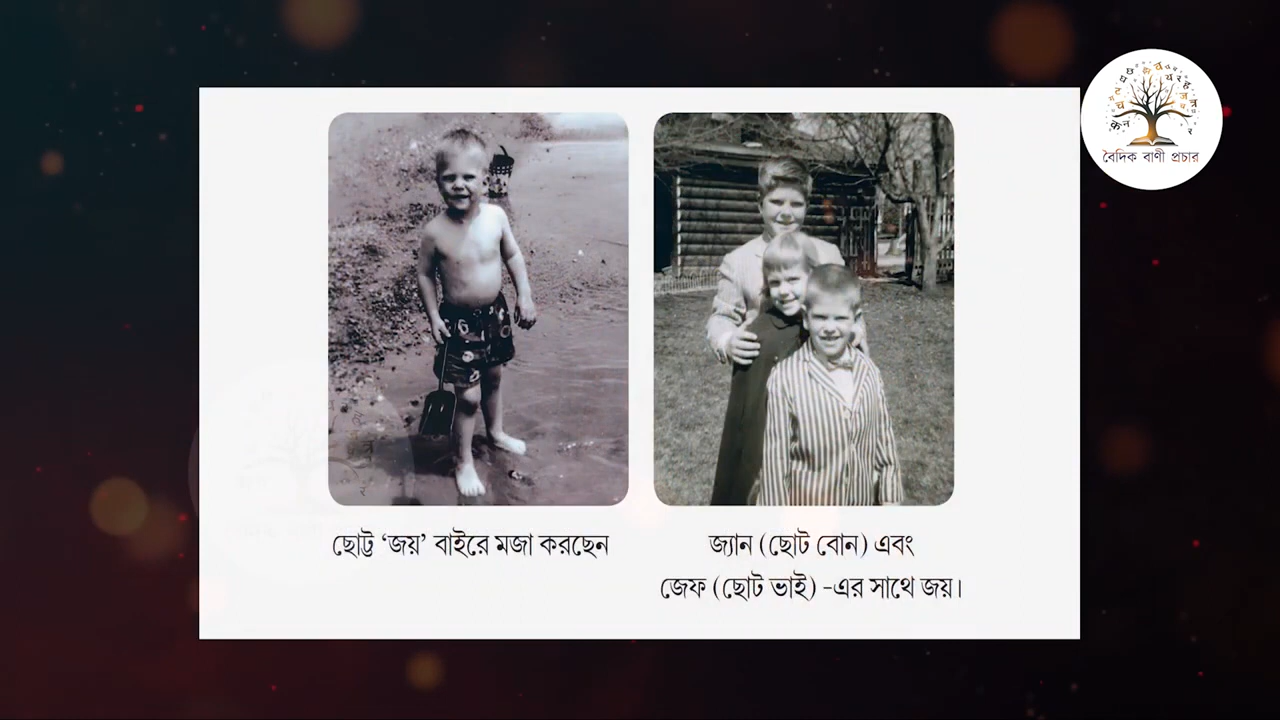 বৈদিক বাণী প্রচার
ছোট্ট ‘জয়’ বাইরে মজা করছেন
জ্যান (ছোট বোন) এবং
জেফ (ছোট ভাই) -এর সাথে জয়।